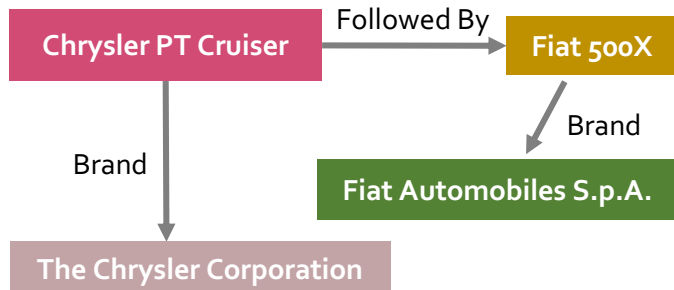 Followed By
Chrysler PT Cruiser
Fiat 500X
Brand
Brand
Fiat Automobiles S.p.A.
The Chrysler Corporation